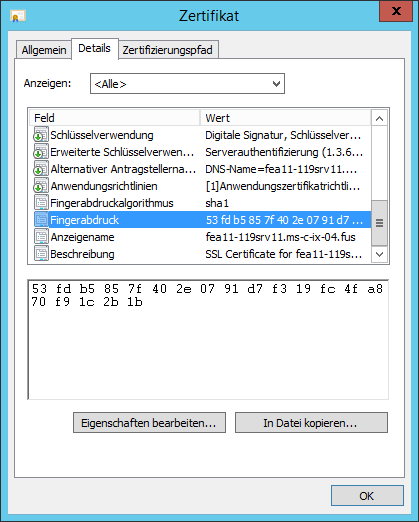 Zertifikat
x
Allgemein Details Zertifizierungspfad
Anzeigen: <Alle>
Feld Wert
Schlüsselverwendung Digitale Signatur, Schlüsselver...
Erweiterte Schlüsselverwen... Serverauthentifizierung (1.3.6...
Alternativer Antragstellerna... DNS-Name=fea11-119srv11....
Anwendungsrichtlinien [1]Anwendungszertifikatrichtli...
Fingerabdruckalgorithmus sha1
Fingerabdruck 53 fd b5 85 7f 40 2e 07 91 d7 ...
Anzeigename fea11-119srv11.ms-c-ix-04.fus
Beschreibung SSL Certificate for fea11-119s...
53 fd b5 85 7f 40 2e 07 91 d7 f3 19 fc 4f a8
70 f9 1c 2b 1b
Eigenschaften bearbeiten... In Datei kopieren...
OK